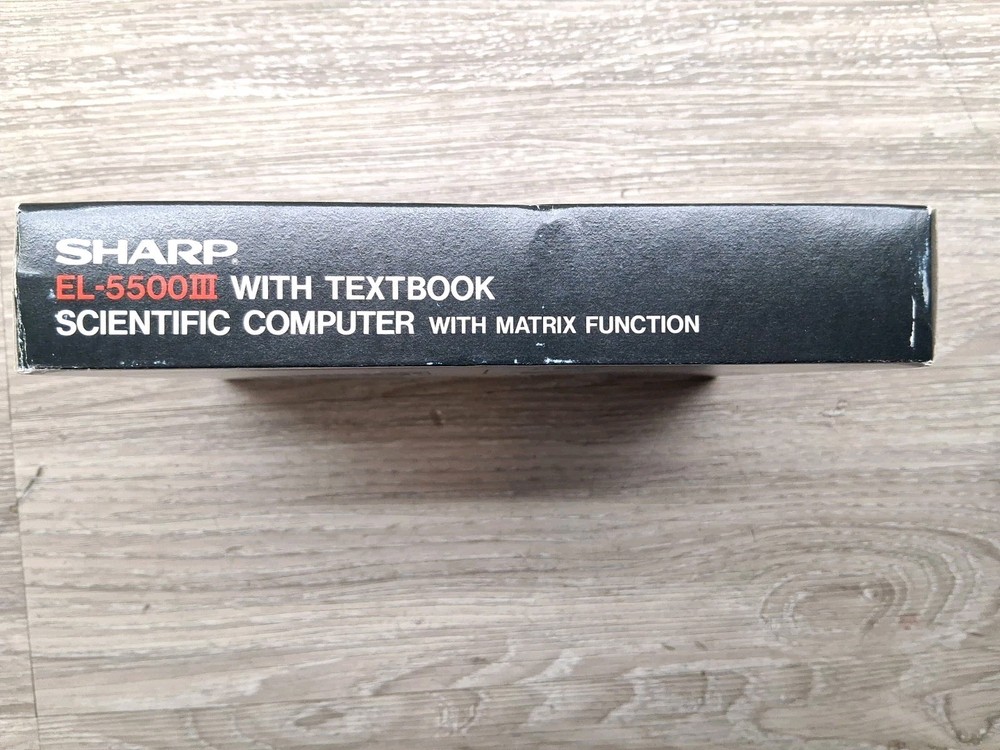 SHARP®
EL-5500III WITH TEXTBOOK
SCIENTIFIC COMPUTER WITH MATRIX FUNCTION